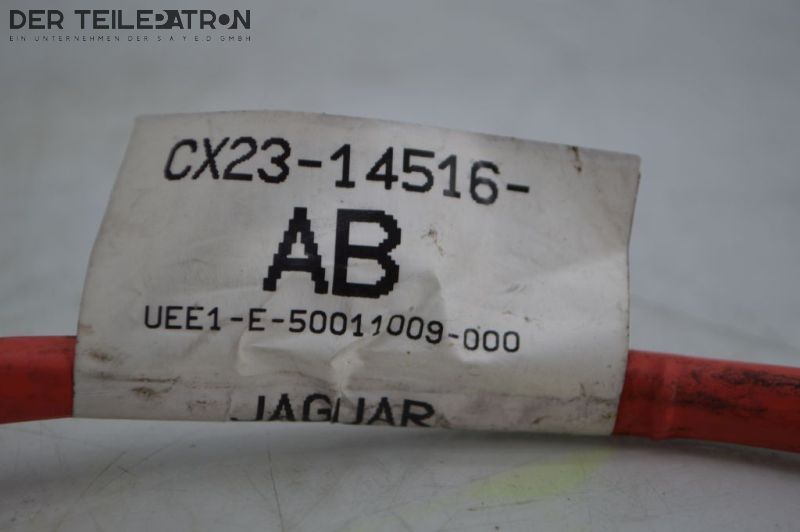 DER TEILEPATRON
EIN UNTERNEHMEN DER S A Y E.D GMBH
CX23-14516-
AB
UEE1-E-50011009-000
JAGUAR